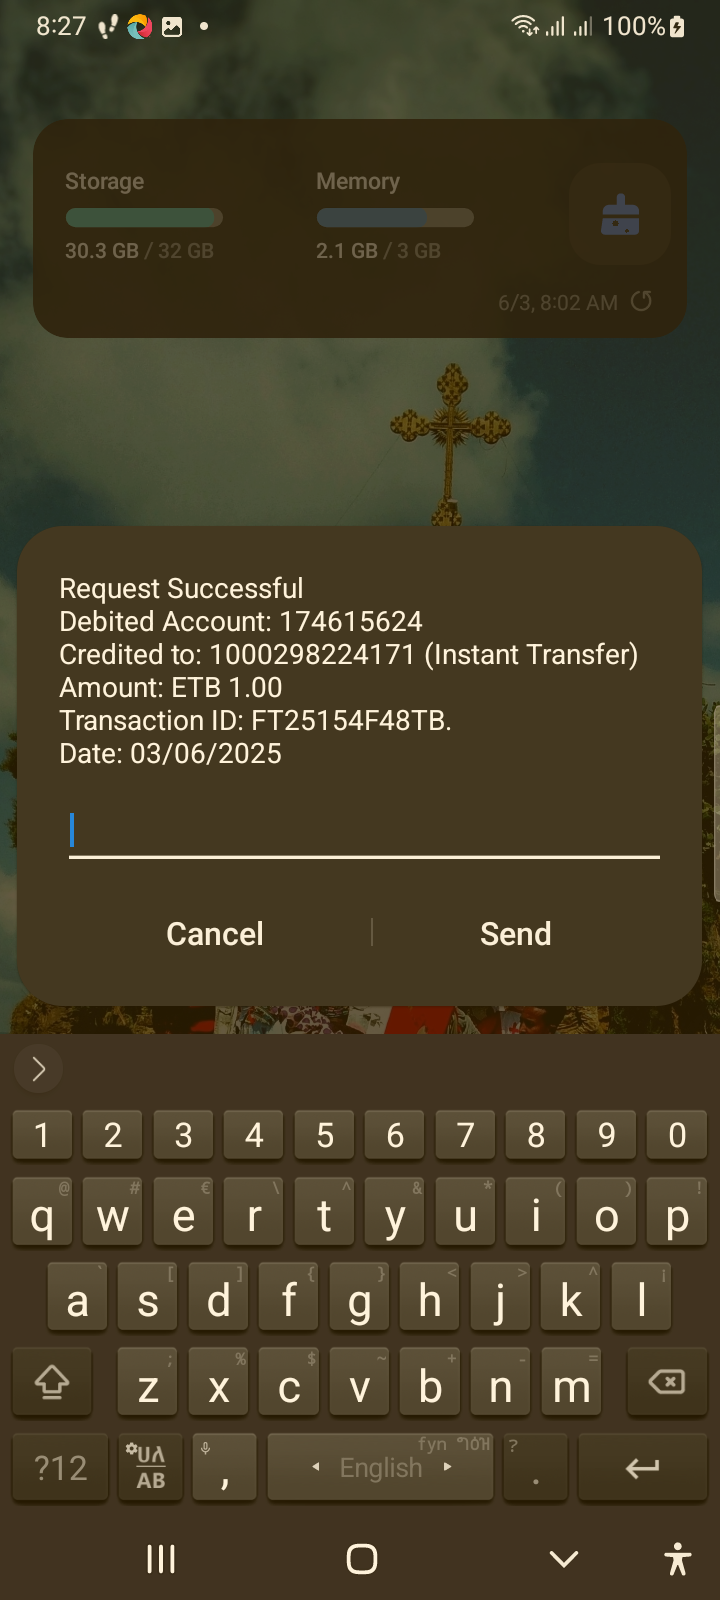 8:27
100%
Storage
Memory
30.3 GB / 32 GB
2.1 GB / 3 GB
6/3, 8:02 AM
Request Successful
Debited Account: 174615624
Credited to: 1000298224171 (Instant Transfer)
Amount: ETB 1.00
Transaction ID: FT25154F48TB.
Date: 03/06/2025
Cancel
Send
1 2 3 4 5 6 7 8 9 0
@ # € \ ^ & * ( ) !
q w e r t y u i o p
` [ ] { } < > ^ ¡
a s d f g h j k l
; % $ ~ + - =
z x c v b n m
fyn ?
?12 AB , English .